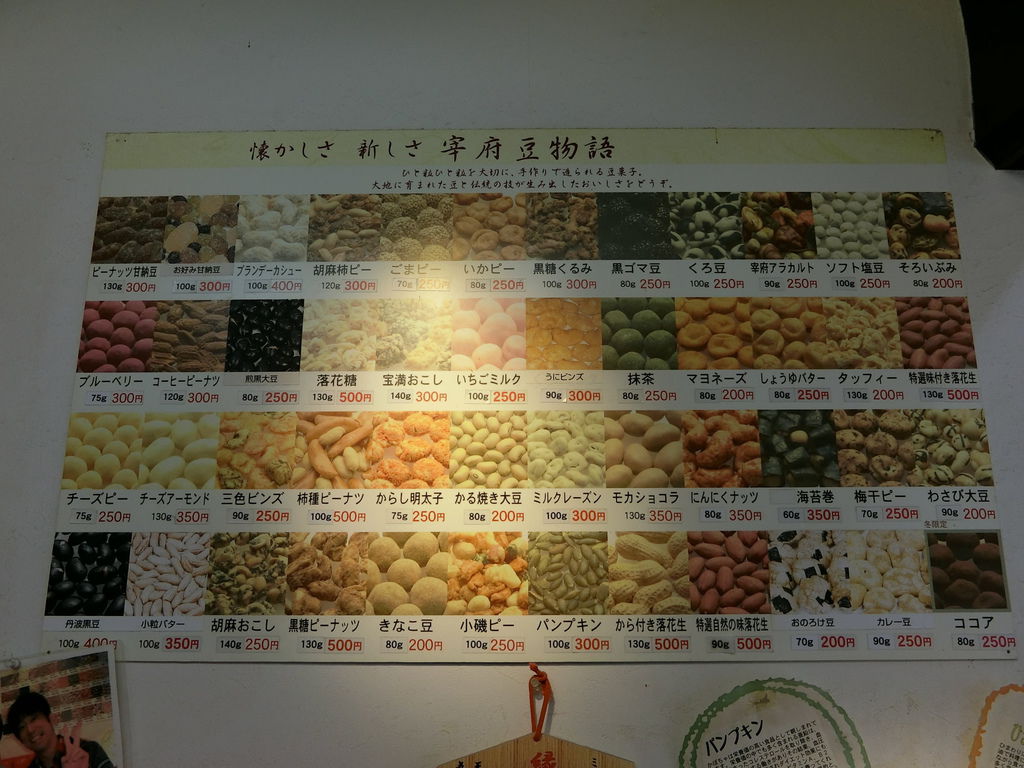 懐かしさ 新しさ 宰府豆物語
ひと粒ひと粒を大切に、手作りで造られる豆菓子。
大地に育まれた豆と伝統の技が生み出したおいしさをどうぞ。
ピーナッツ甘納豆 お好み甘納豆 ブランデーカシュー 胡麻柿ピー ごまピー いかピー 黒糖くるみ 黒ゴマ豆 くろ豆 宰府アラカルト ソフト塩豆 そろいぶみ
130g 300円 100g 300円 100g 400円 120g 300円 70g 250円 80g 250円 100g 300円 80g 250円 100g 250円 90g 250円 100g 250円 80g 200円
ブルーベリー コーヒーピーナツ 煎黒大豆 落花糖 宝満おこし いちごミルク うにビンズ 抹茶 マヨネーズ しょうゆバター タッフィー 特選味付き落花生
75g 300円 120g 300円 80g 250円 130g 500円 140g 300円 100g 250円 90g 300円 80g 250円 80g 200円 80g 250円 130g 200円 130g 500円
チーズピー チーズアーモンド 三色ビンズ 柿種ピーナツ からし明太子 かる焼き大豆 ミルクレーズン モカショコラ にんにくナッツ 海苔巻 梅干ピー わさび大豆
75g 250円 130g 350円 90g 250円 100g 500円 75g 250円 80g 200円 100g 300円 130g 350円 80g 350円 60g 350円 70g 250円 90g 200円
冬限定
丹波黒豆 小粒バター 胡麻おこし 黒糖ピーナッツ きなこ豆 小磯ピー パンプキン から付き落花生 特選自然の味落花生 おのろけ豆 カレー豆 ココア
100g 400円 100g 350円 140g 250円 130g 500円 80g 200円 100g 250円 100g 300円 130g 500円 90g 500円 70g 200円 90g 250円 80g 250円
縁
パンプキン